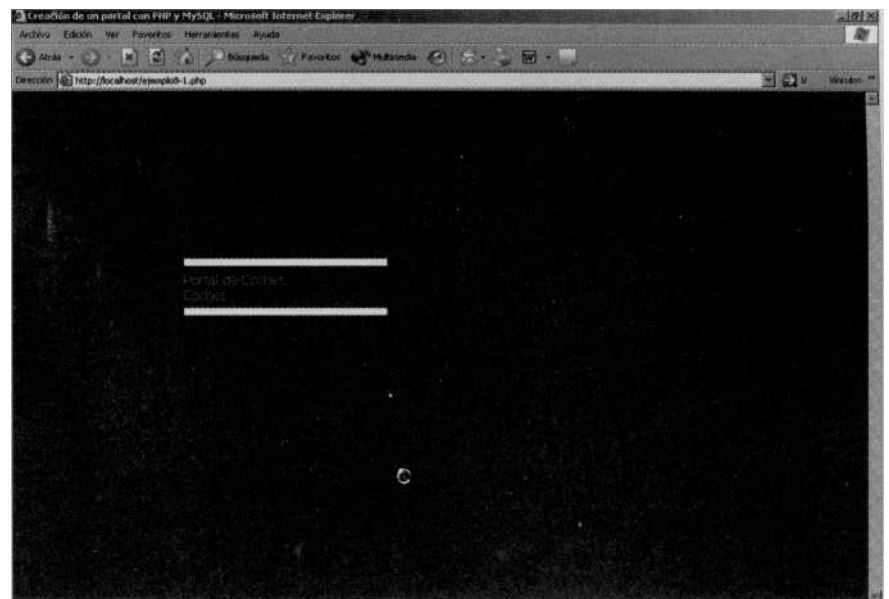 Creación de un portal con PHP y MySQL - Microsoft Internet Explorer
Archivo Edición Ver Favoritos Herramientas Ayuda
Atrás Búsqueda Favoritos Multimedia
Dirección http://localhost/ejemplo8-1.php Ir Vínculos
Portal de Coches
Coches